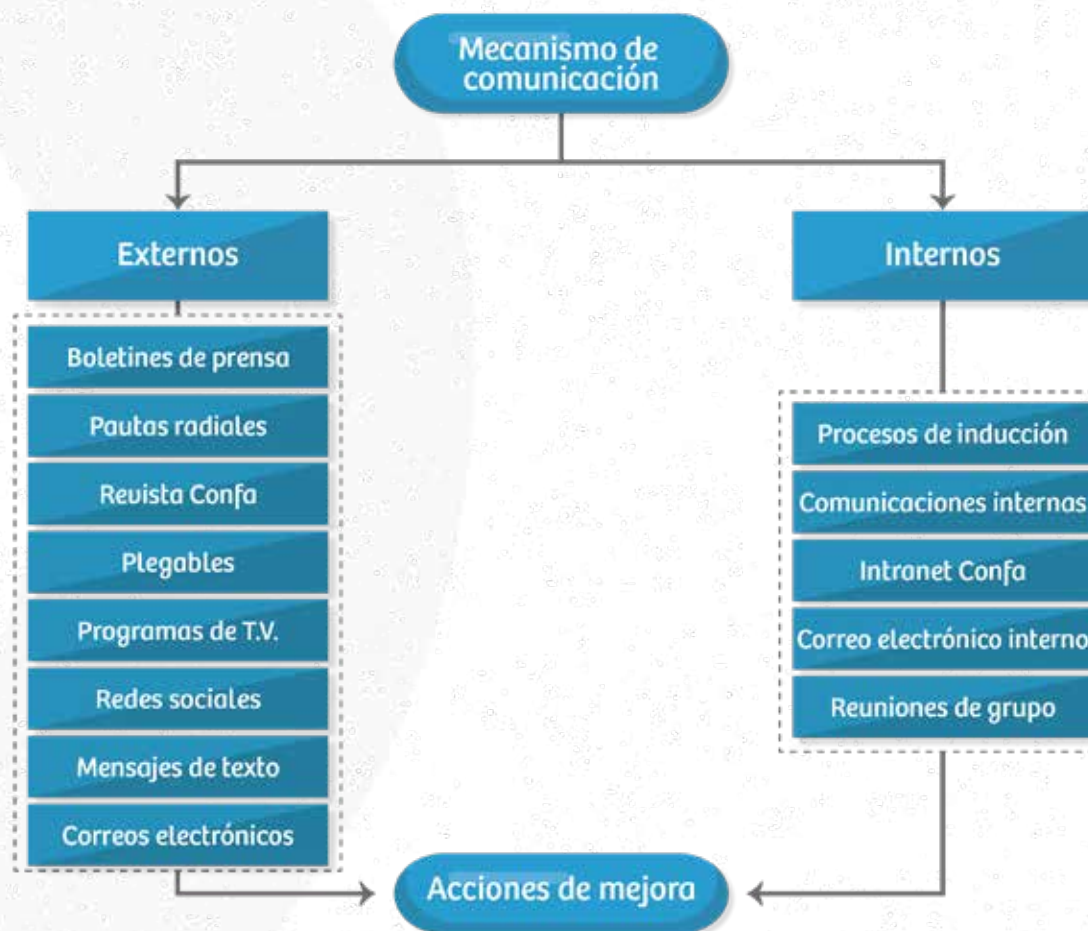 Mecanismo de
comunicación
Externos
Boletines de prensa
Pautas radiales
Revista Confa
Plegables
Programas de T.V.
Redes sociales
Mensajes de texto
Correos electrónicos
Internos
Procesos de inducción
Comunicaciones internas
Intranet Confa
Correo electrónico interno
Reuniones de grupo
Acciones de mejora